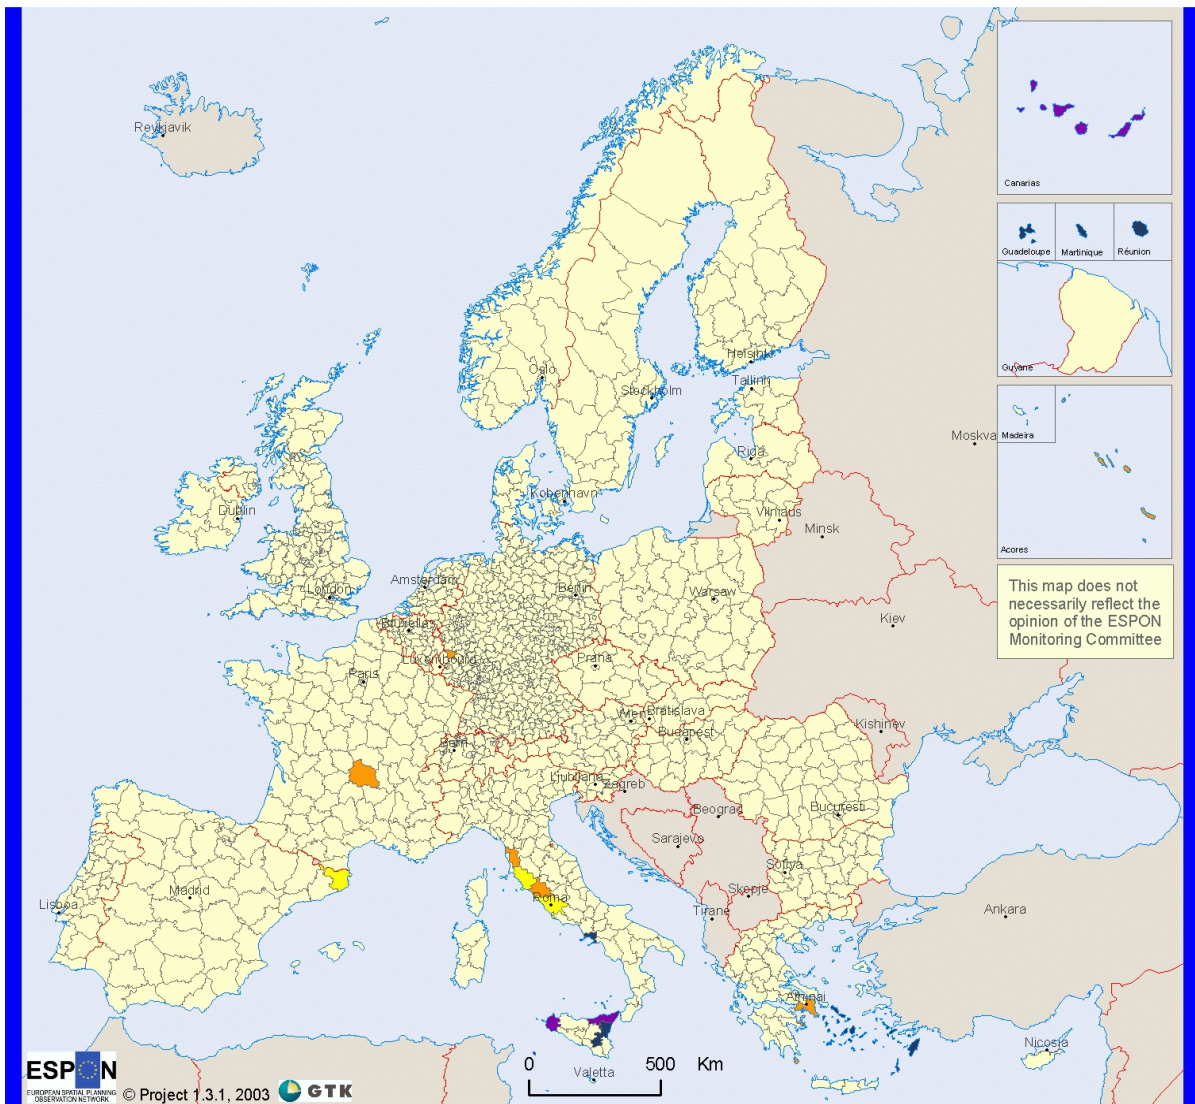 Reykjavik
Canarias
Guadeloupe
Martinique
Réunion
Guyane
Helsinki
Oslo
Tallinn
Stockholm
Madeira
Moskva
Riga
Kobenhavn
Dublin
Vilniaus
Minsk
Acores
Amsterdam
Berlin
London
Warsaw
This map does not
necessarily reflect the
opinion of the ESPON
Monitoring Committee
Kiev
Bruxelles
Luxembourg
Praha
Paris
Wien
Bratislava
Kishinev
Budapest
Bern
Ljubljana
Zagreb
Beograd
Bucuresti
Sarajevo
Sofiya
Madrid
Skopje
Roma
Lisboa
Tirane
Ankara
Athinai
Nicosia
ESPON
EUROPEAN SPATIAL PLANNING
OBSERVATION NETWORK
© Project 1.3.1, 2003
GTK
0 500 Km
Valetta